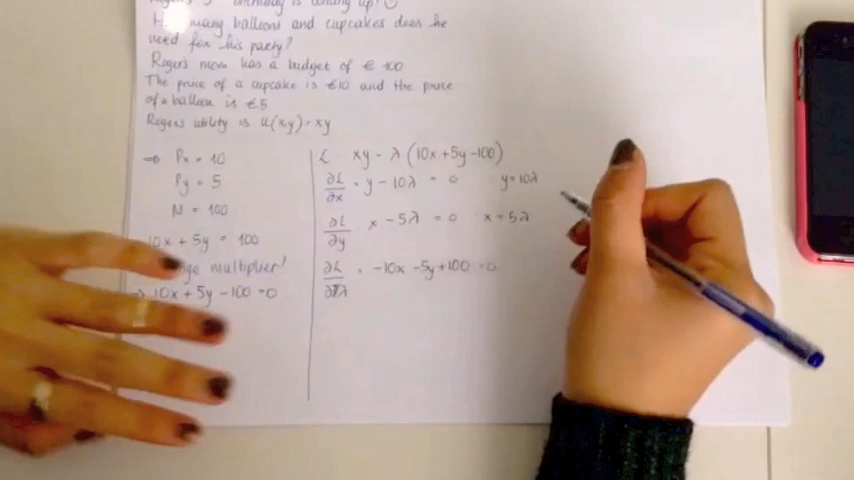 Roger's birthday is coming up!
How many balloons and cupcakes does he
need for his party?
Roger's mom has a budget of € 100
The price of a cupcake is €10 and the price
of a balloon is €5
Rogers utility is u(x,y) = xy
⇒ Px = 10
Py = 5
M = 100
10x + 5y = 100
multiplier!
10x + 5y - 100 = 0
L = xy - λ (10x + 5y - 100)
∂L/∂x = y - 10λ = 0 y = 10λ
∂L/∂y x - 5λ = 0 x = 5λ
∂L/∂λ = -10x - 5y + 100 = 0